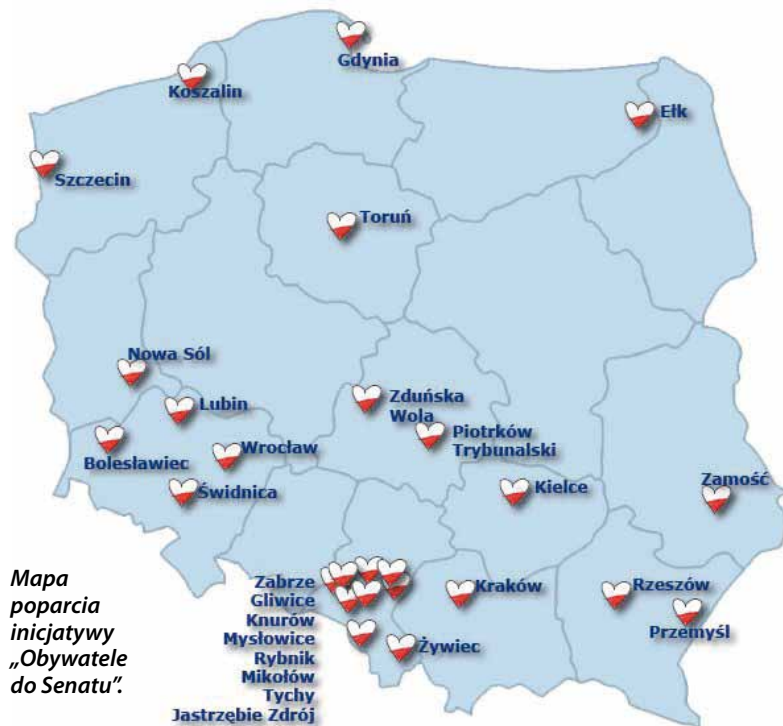 Gdynia
Koszalin
Ełk
Szczecin
Toruń
Nowa Sól
Lubin
Zduńska
Wola
Piotrków
Trybunalski
Bolesławiec
Wrocław
Świdnica
Kielce
Zamość
Zabrze
Gliwice
Knurów
Mysłowice
Rybnik
Mikołów
Tychy
Jastrzębie Zdrój
Kraków
Rzeszów
Przemyśl
Żywiec
Mapa
poparcia
inicjatywy
„Obywatele
do Senatu”.